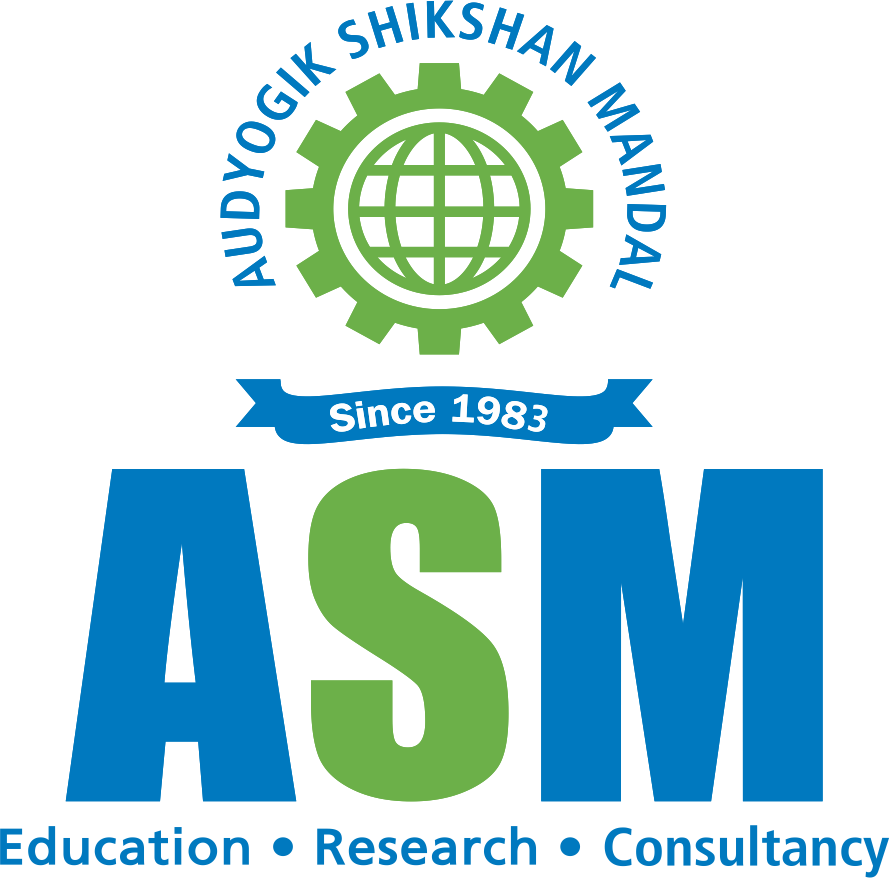 AUDYOGIK SHIKSHAN MANDAL
Since 1983
ASM
Education • Research • Consultancy